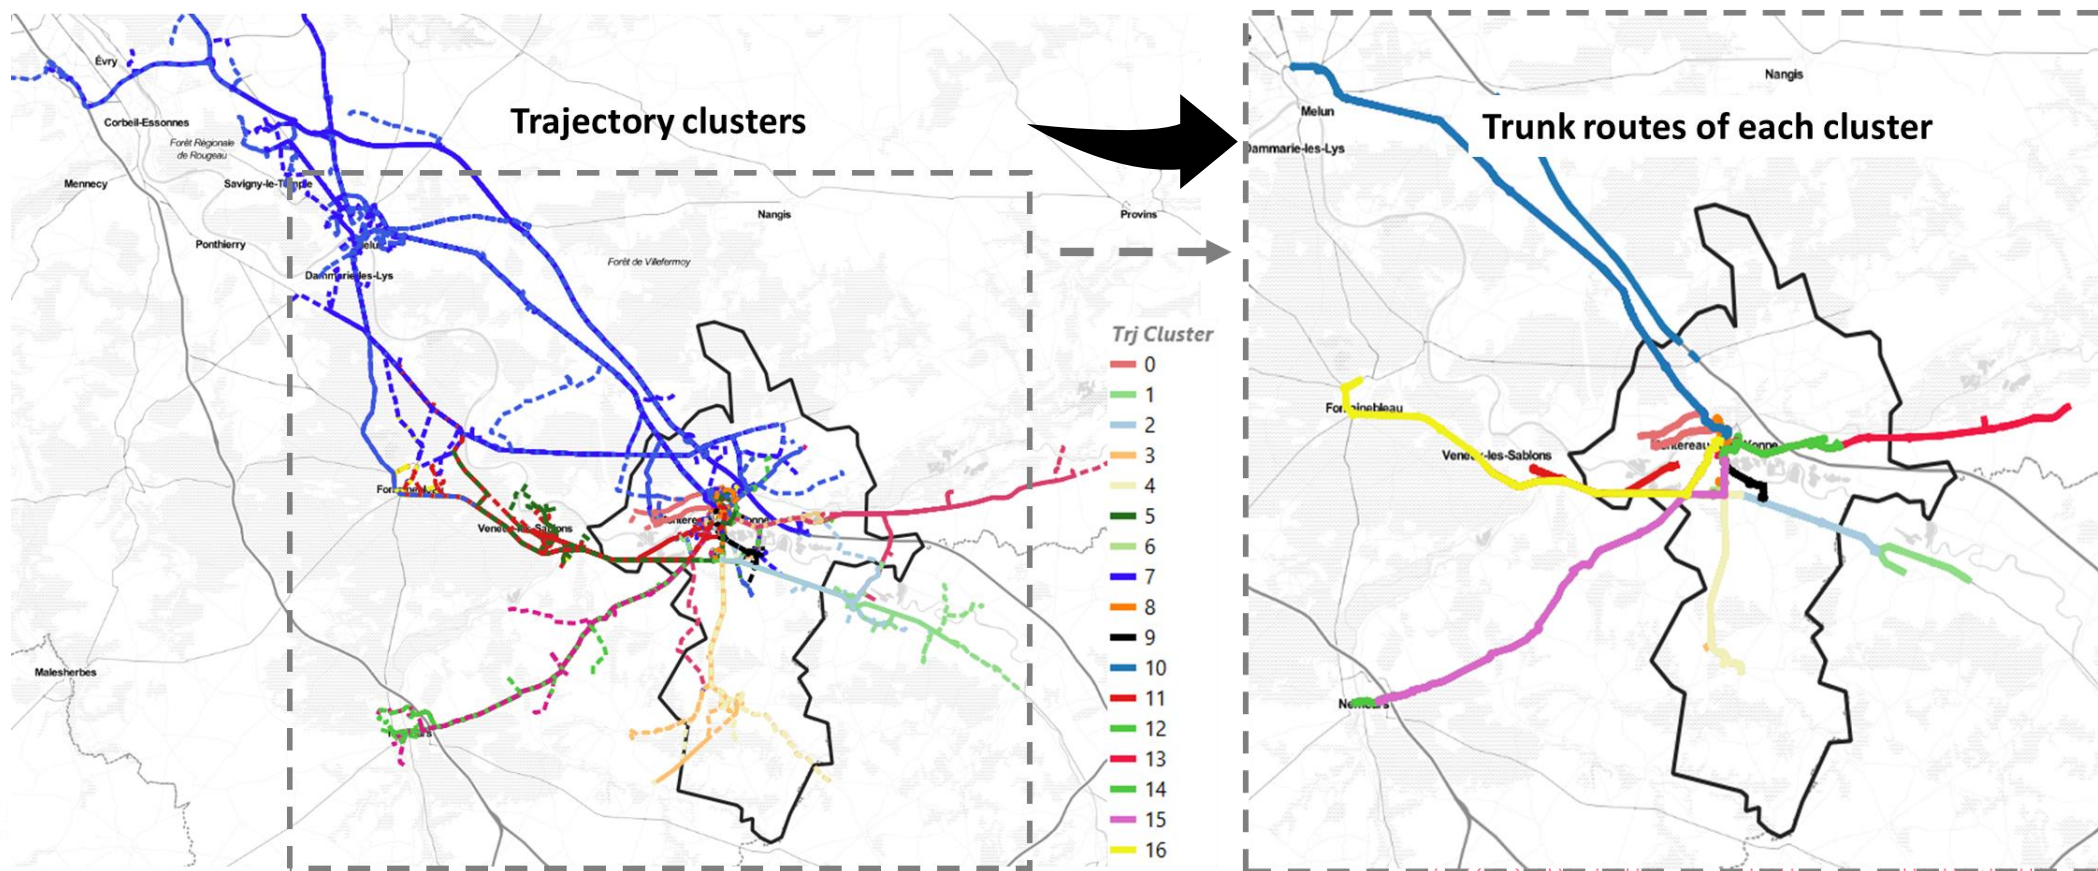 Évry
Corbeil-Essonnes
Forêt Régionale
de Rougeau
Mennecy
Savigny-le-Temple
Ponthierry
Dammarie-les-Lys
Malesherbes
Trajectory clusters
Nangis
Provins
Forêt de Villefermoy
Trj Cluster
0
1
2
3
4
5
6
7
8
9
10
11
12
13
14
15
16
Nangis
Melun
Trunk routes of each cluster
Dammarie-les-Lys
Fontainebleau
Veneux-les-Sablons
Nemours